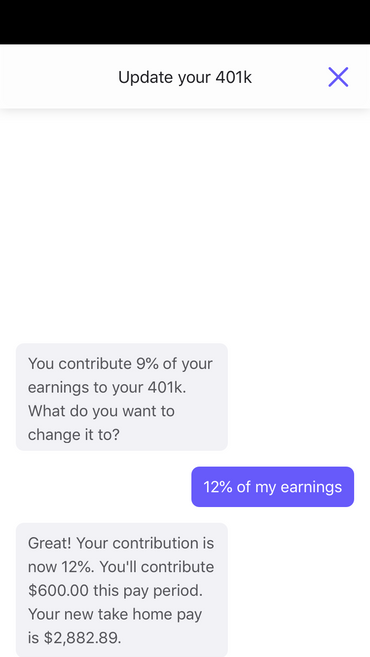 Update your 401k
You contribute 9% of your
earnings to your 401k.
What do you want to
change it to?
12% of my earnings
Great! Your contribution is
now 12%. You'll contribute
$600.00 this pay period.
Your new take home pay
is $2,882.89.